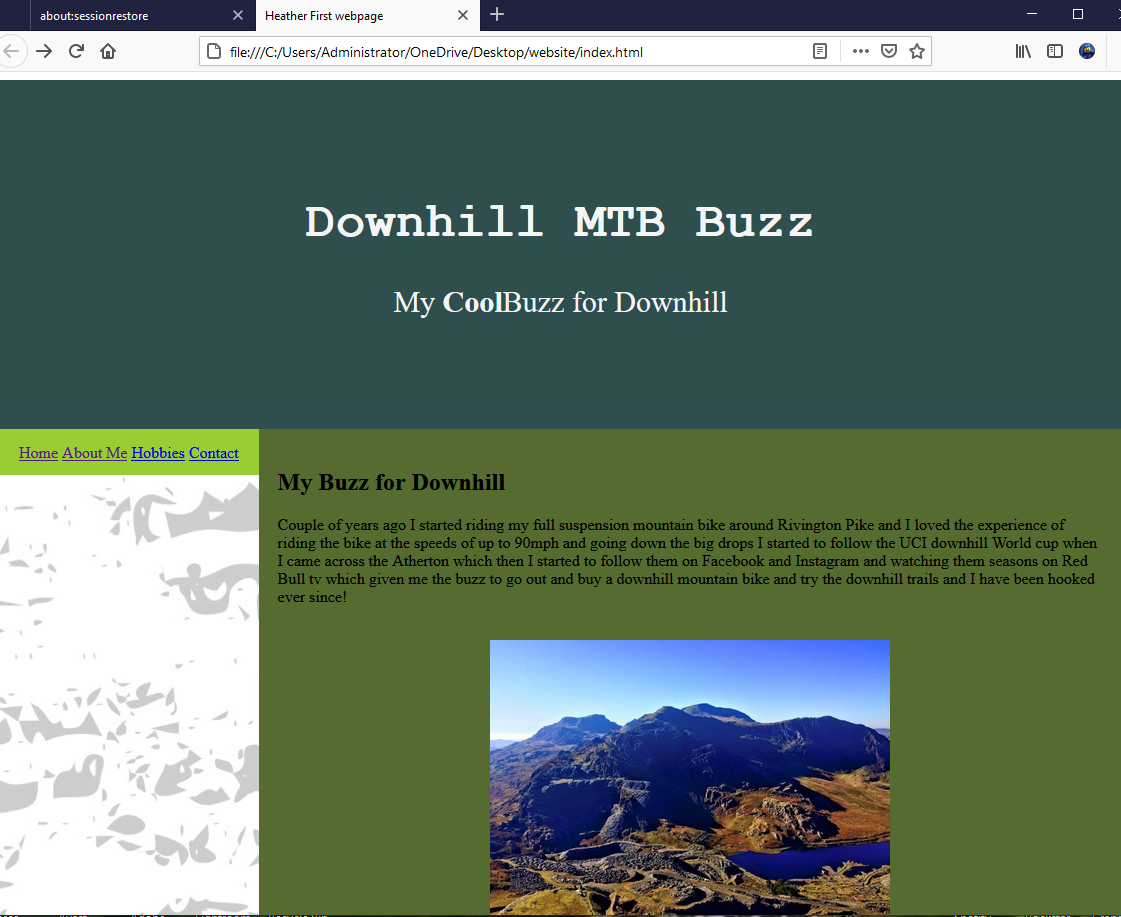 about:sessionrestore
Heather First webpage
file:///C:/Users/Administrator/OneDrive/Desktop/website/index.html
Downhill MTB Buzz
My CoolBuzz for Downhill
Home About Me Hobbies Contact
My Buzz for Downhill
Couple of years ago I started riding my full suspension mountain bike around Rivington Pike and I loved the experience of
riding the bike at the speeds of up to 90mph and going down the big drops I started to follow the UCI downhill World cup when
I came across the Atherton which then I started to follow them on Facebook and Instagram and watching them seasons on Red
Bull tv which given me the buzz to go out and buy a downhill mountain bike and try the downhill trails and I have been hooked
ever since!